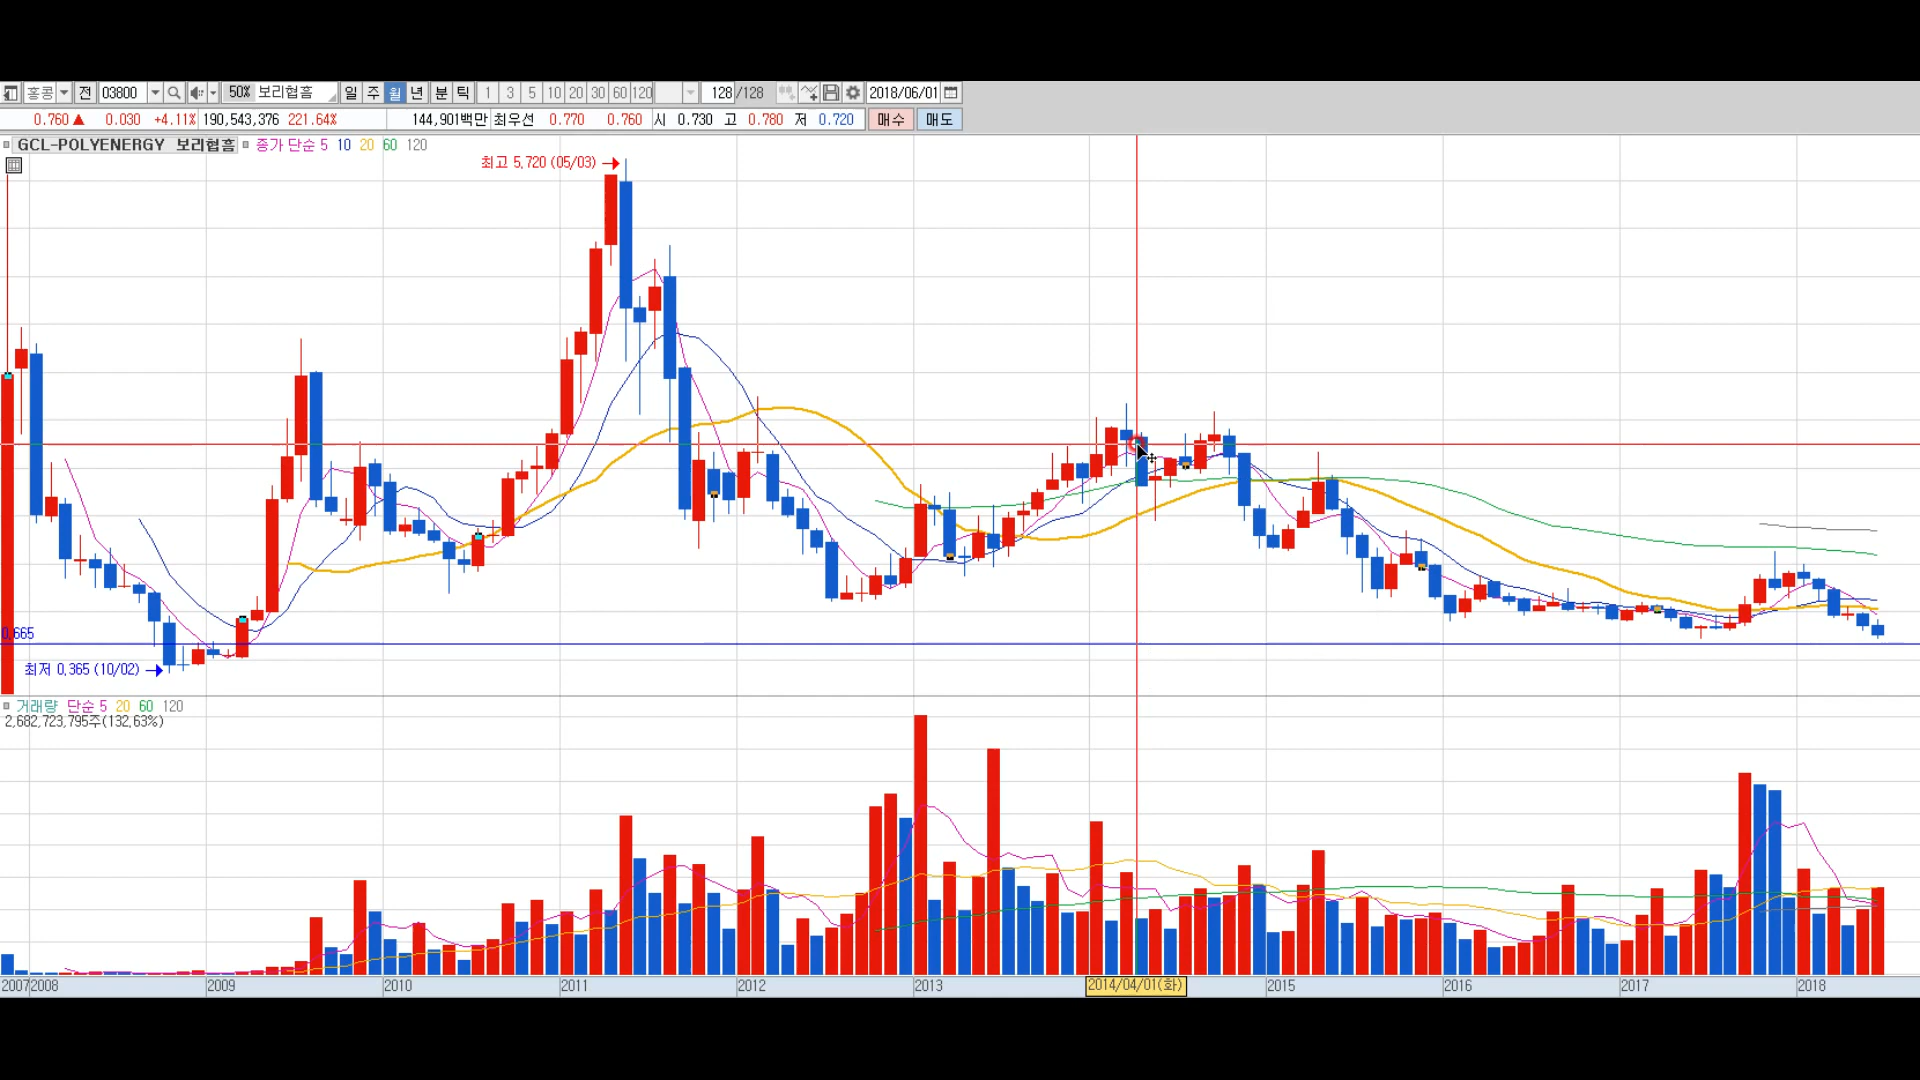 홍콩 전 03800 50% 보리협흠 일 주 월 년 분 틱 1 3 5 10 20 30 60 120 128 /128 2018/06/01
0.760 ▲ 0.030 +4.11% 190,543,376 221.64% 144,901백만 최우선 0.770 0.760 시 0.730 고 0.780 저 0.720 매수 매도
GCL-POLYENERGY 보리협흠 종가 단순 5 10 20 60 120
최고 5,720 (05/03) →
0,665
최저 0,365 (10/02) →
거래량 단순 5 20 60 120
2,682,723,795주(132,63%)
2007 2008 2009 2010 2011 2012 2013 2014/04/01(화) 2015 2016 2017 2018